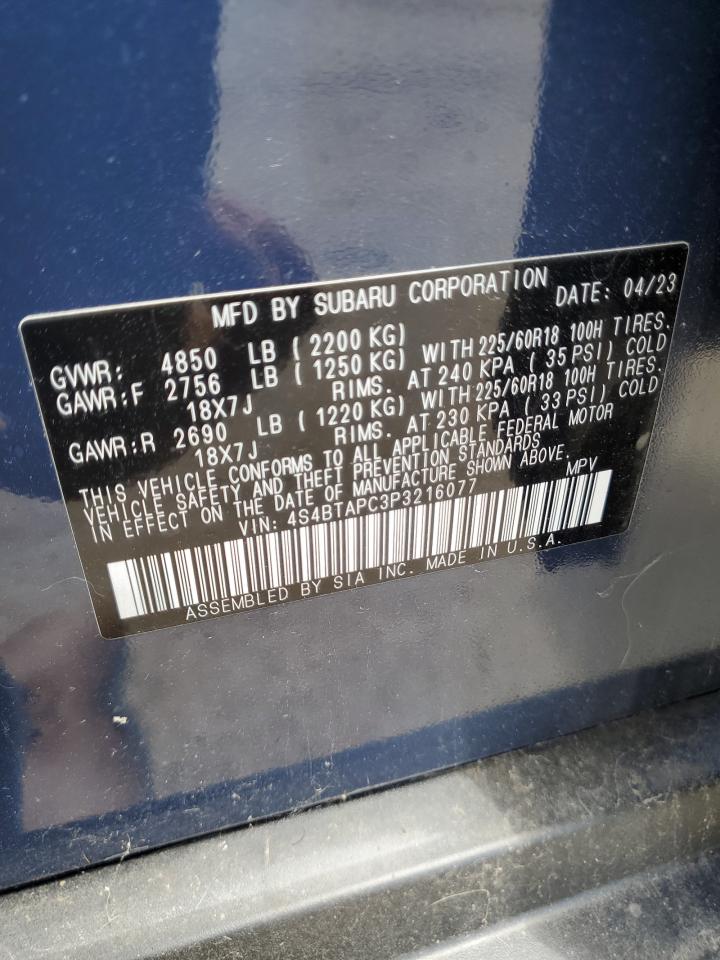 MFD BY SUBARU CORPORATION DATE: 04/23
GVWR: 4850 LB ( 2200 KG)
GAWR:F 2756 LB ( 1250 KG) WITH 225/60R18 100H TIRES.
18X7J RIMS. AT 240 KPA ( 35 PSI) COLD
GAWR:R 2690 LB ( 1220 KG) WITH 225/60R18 100H TIRES.
18X7J RIMS. AT 230 KPA ( 33 PSI) COLD
THIS VEHICLE CONFORMS TO ALL APPLICABLE FEDERAL MOTOR
VEHICLE SAFETY AND THEFT PREVENTION STANDARDS
IN EFFECT ON THE DATE OF MANUFACTURE SHOWN ABOVE.
VIN: 4S4BTAPC3P3216077 MPV
ASSEMBLED BY SIA INC. MADE IN U.S.A.